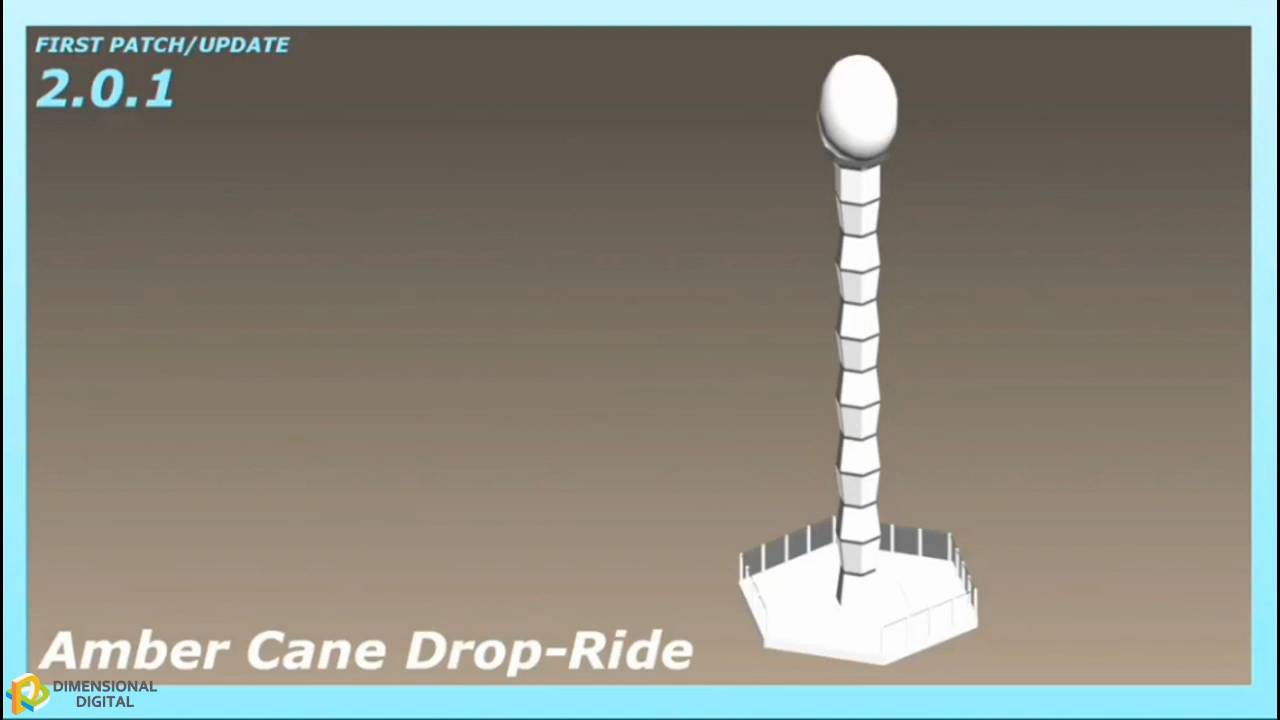 FIRST PATCH/UPDATE
2.0.1
Amber Cane Drop-Ride
DIMENSIONAL
DIGITAL